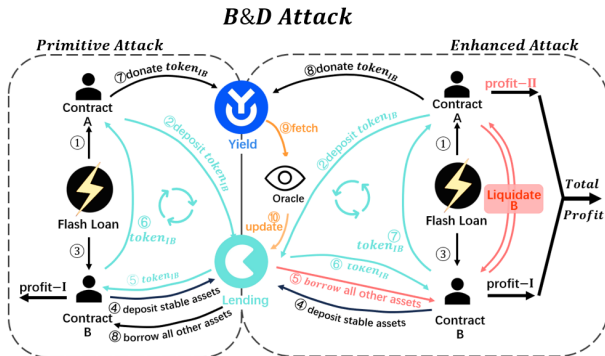 B&D Attack
Primitive Attack
Enhanced Attack
⑦donate token_IB
⑧donate token_IB
profit-II
Contract
A
Contract
A
②deposit token_IB
Yield
⑨fetch
②deposit token_IB
①
①
Oracle
Flash Loan
Flash Loan
Liquidate
B
Total
Profit
⑥
token_IB
⑦
token_IB
③
③
⑩
update
⑥ token_IB
⑤ token_IB
⑤ borrow all other assets
profit-I
profit-I
④ deposit stable assets
Lending
④ deposit stable assets
Contract
B
⑧ borrow all other assets
Contract
B